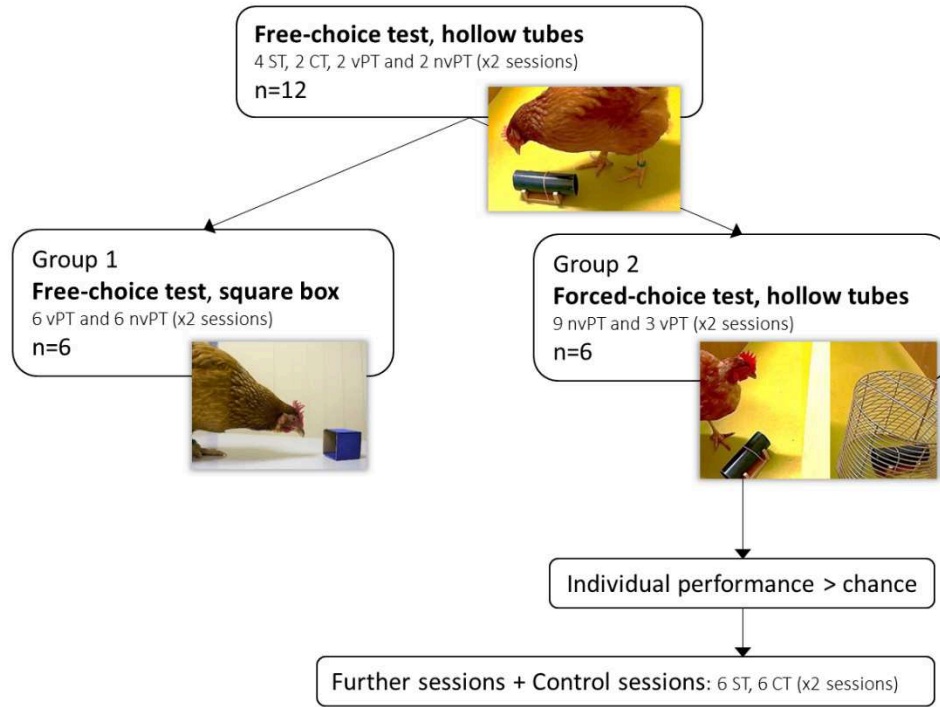 Free-choice test, hollow tubes
4 ST, 2 CT, 2 vPT and 2 nvPT (x2 sessions)
n=12
Group 1
Free-choice test, square box
6 vPT and 6 nvPT (x2 sessions)
n=6
Group 2
Forced-choice test, hollow tubes
9 nvPT and 3 vPT (x2 sessions)
n=6
Individual performance > chance
Further sessions + Control sessions: 6 ST, 6 CT (x2 sessions)